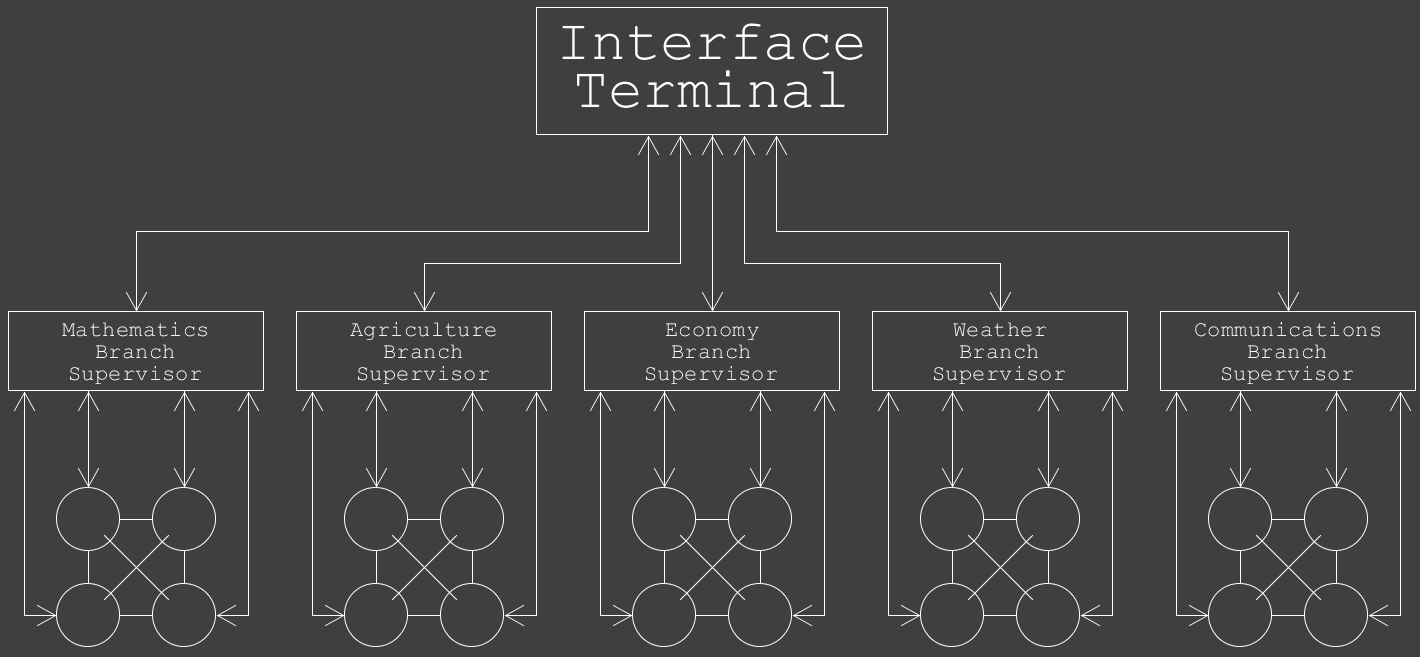 Interface
Terminal
Mathematics
Branch
Supervisor
Agriculture
Branch
Supervisor
Economy
Branch
Supervisor
Weather
Branch
Supervisor
Communications
Branch
Supervisor